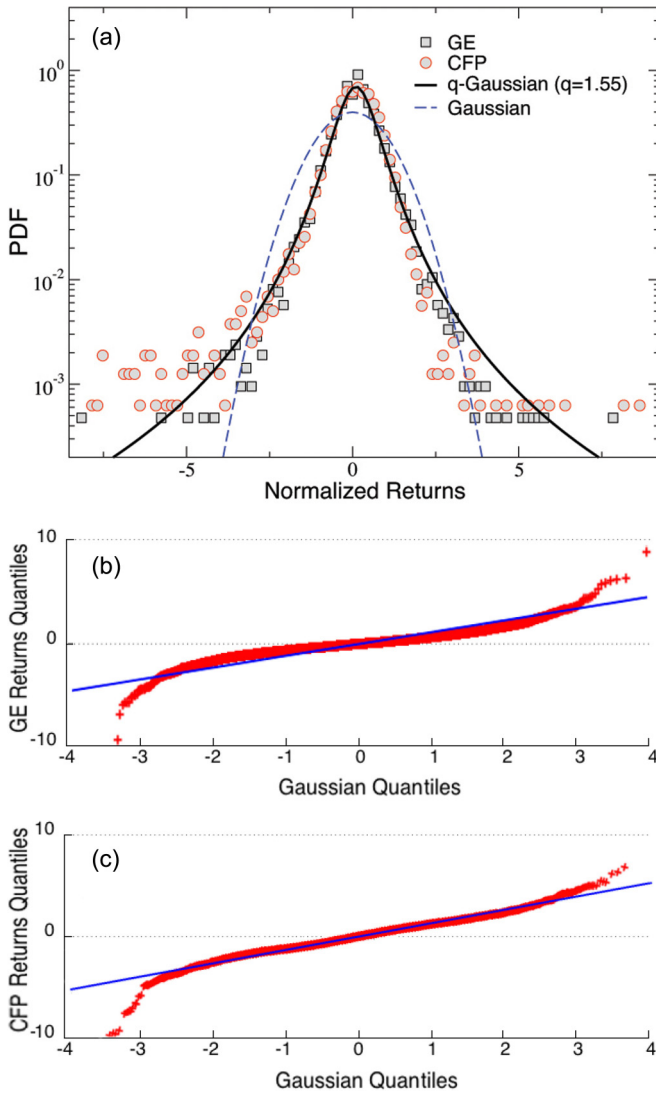 (a)
GE
CFP
q-Gaussian (q=1.55)
Gaussian
10^0
10^-1
10^-2
10^-3
PDF
-5 0 5
Normalized Returns
(b)
10
0
-10
GE Returns Quantiles
-4 -3 -2 -1 0 1 2 3 4
Gaussian Quantiles
(c)
10
0
-10
CFP Returns Quantiles
-4 -3 -2 -1 0 1 2 3 4
Gaussian Quantiles